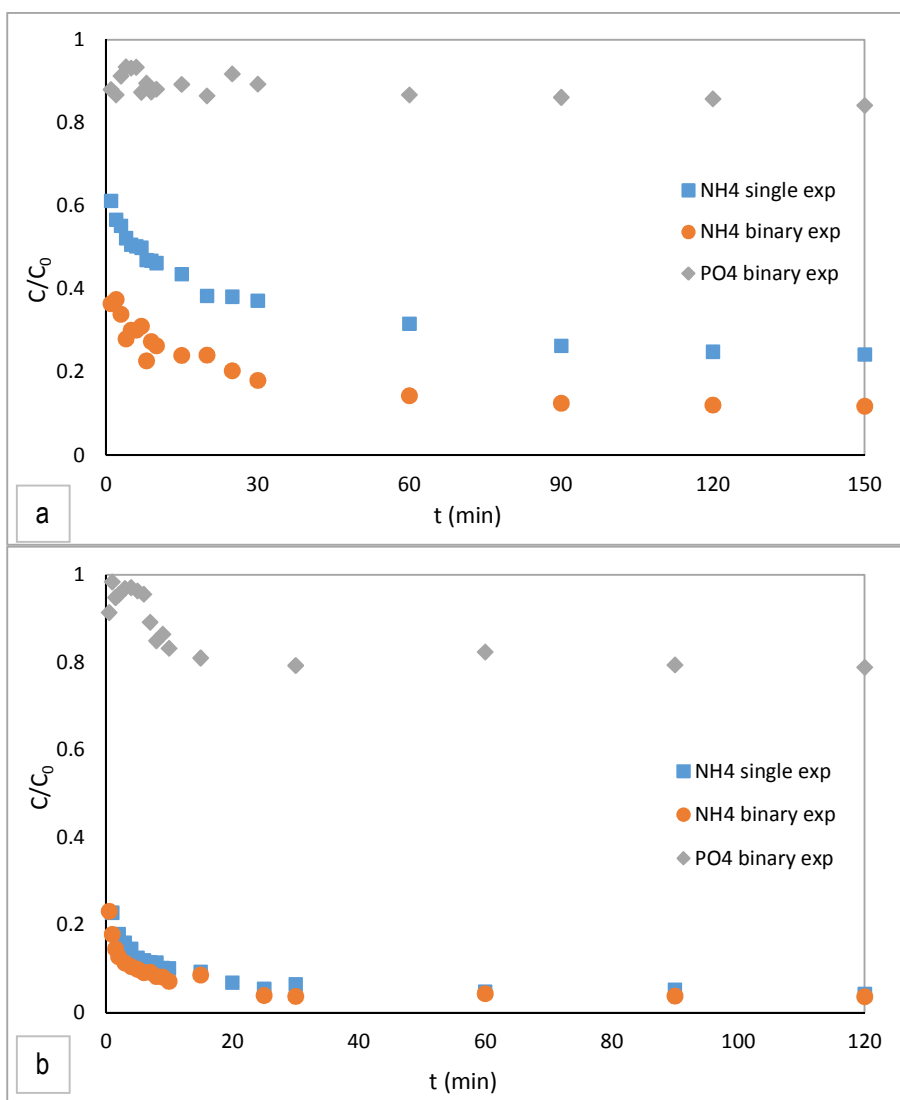 1
0.8
0.6
0.4
0.2
0
C/C0
NH4 single exp
NH4 binary exp
PO4 binary exp
0 30 60 90 120 150
t (min)
a
1
0.8
0.6
0.4
0.2
0
C/C0
NH4 single exp
NH4 binary exp
PO4 binary exp
0 20 40 60 80 100 120
t (min)
b